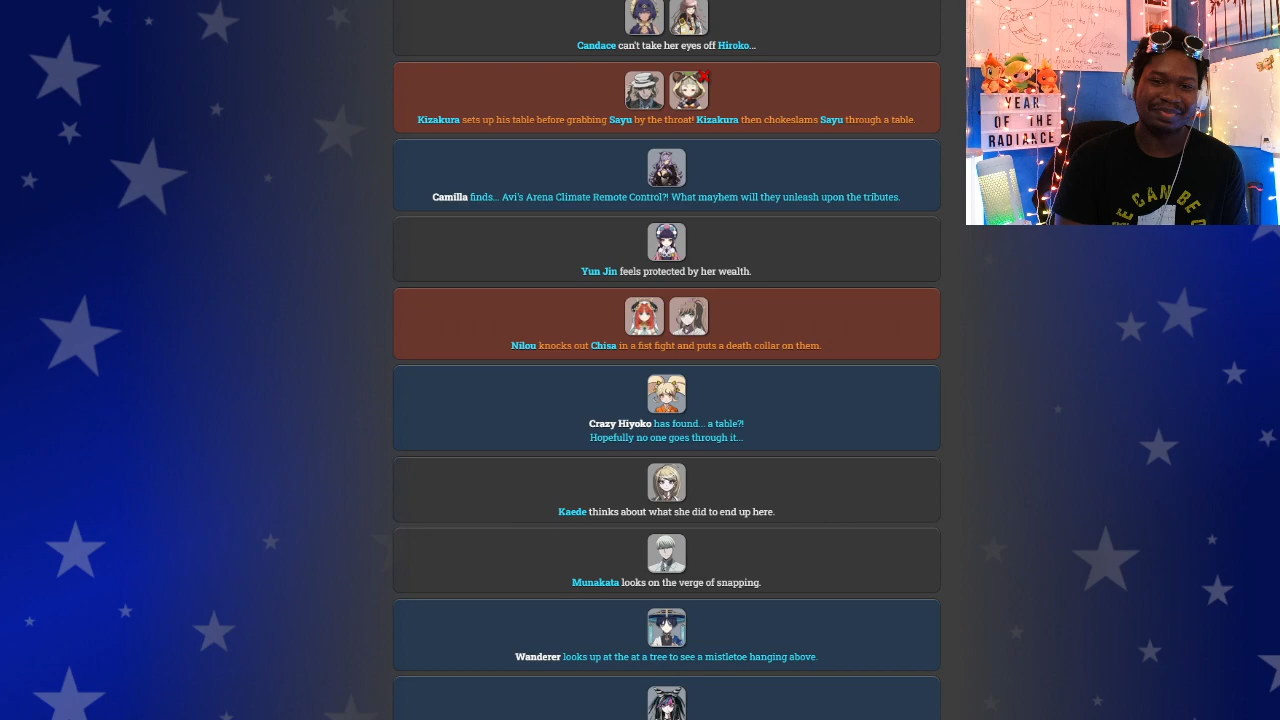 Candace can't take her eyes off Hiroko...
Kizakura sets up his table before grabbing Sayu by the throat! Kizakura then chokeslams Sayu through a table.
Camilla finds... Avi's Arena Climate Remote Control?! What mayhem will they unleash upon the tributes.
Yun Jin feels protected by her wealth.
Nilou knocks out Chisa in a fist fight and puts a death collar on them.
Crazy Hiyoko has found... a table?!
Hopefully no one goes through it...
Kaede thinks about what she did to end up here.
Munakata looks on the verge of snapping.
Wanderer looks up at the at a tree to see a mistletoe hanging above.
YEAR
OF THE
RADIANCE
CAN BE